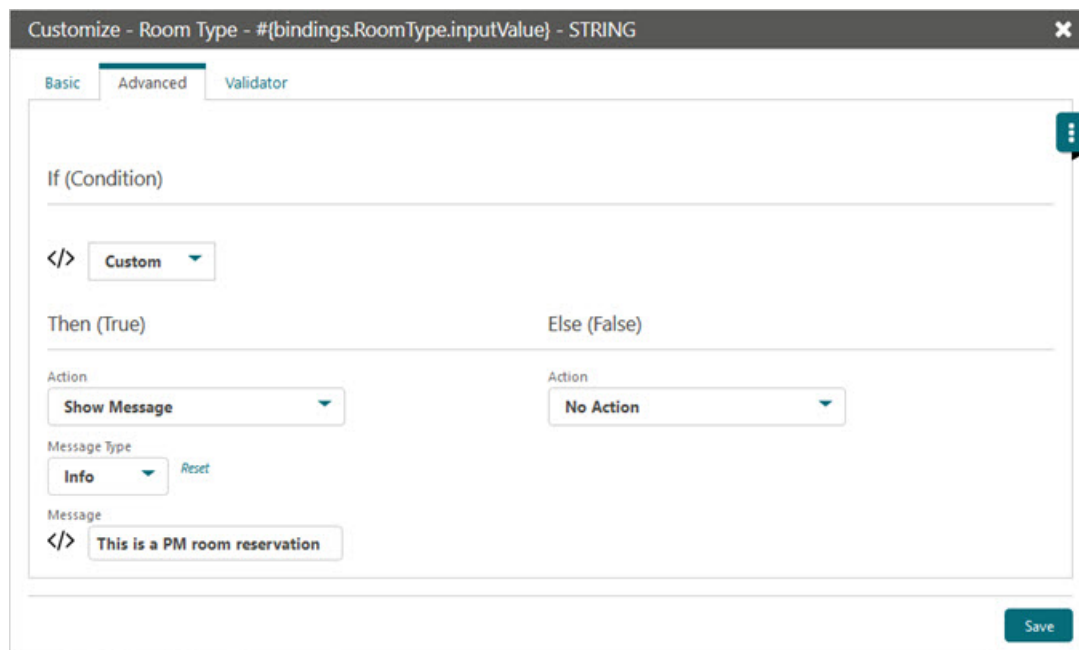 Customize - Room Type - #{bindings.RoomType.inputValue} - STRING
Basic Advanced Validator
If (Condition)
</> Custom
Then (True) Else (False)
Action Action
Show Message No Action
Message Type
Info Reset
Message
</> This is a PM room reservation
Save